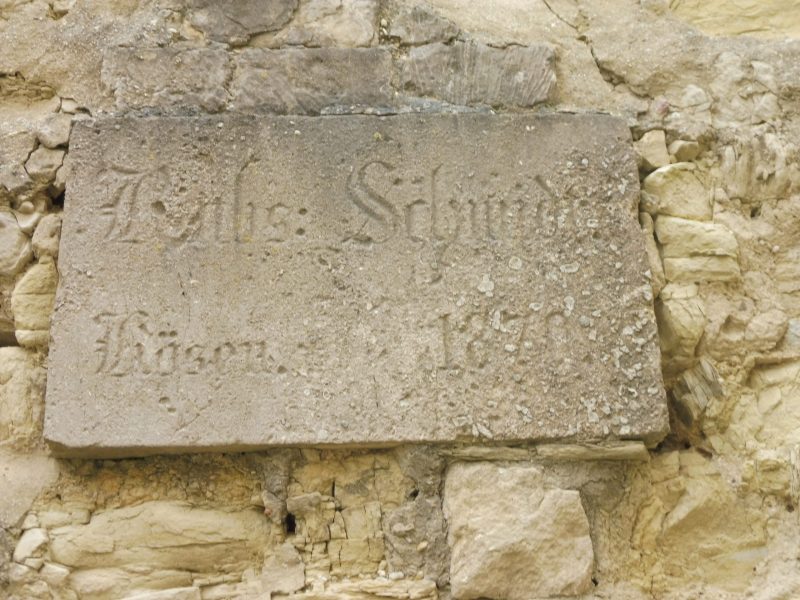 Schmidt
Kösen. 1870.